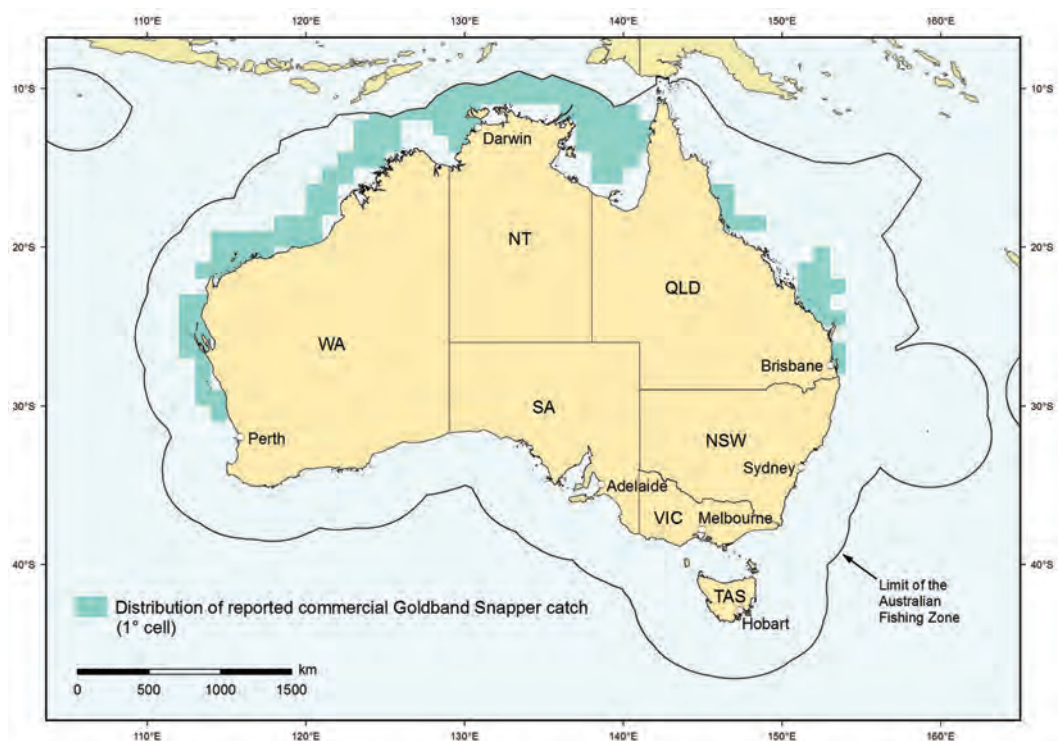 110°E 120°E 130°E 140°E 150°E 160°E
10°S 10°S
Darwin
NT
20°S 20°S
QLD
WA
Brisbane
SA
30°S 30°S
Perth
NSW
Sydney
Adelaide
VIC Melbourne
40°S 40°S
TAS
Hobart
Limit of the
Australian
Fishing Zone
Distribution of reported commercial Goldband Snapper catch
(1° cell)
km
0 500 1000 1500
110°E 120°E 130°E 140°E 150°E 160°E